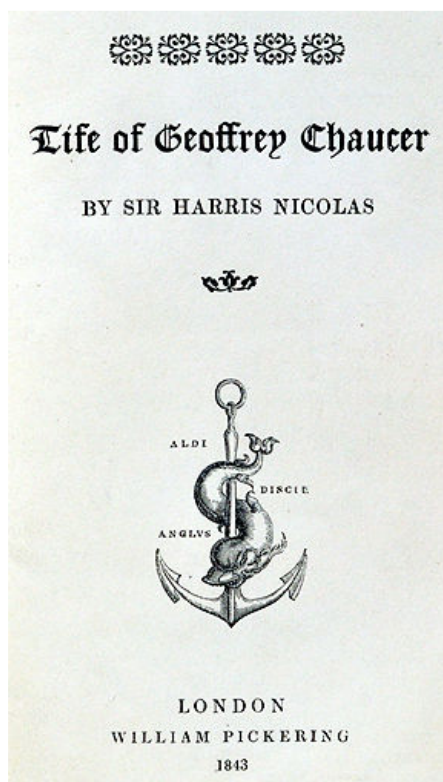 Life of Geoffrey Chaucer
BY SIR HARRIS NICOLAS
ALDI
DISCIP.
ANGLVS
LONDON
WILLIAM PICKERING
1843